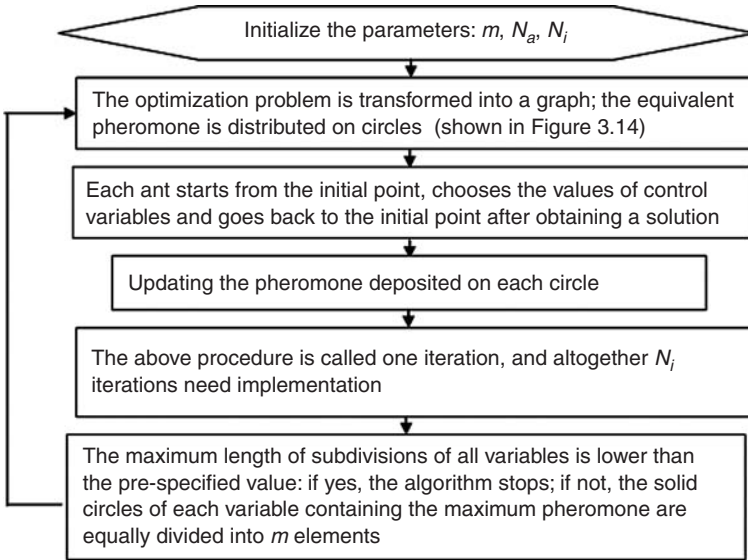 Initialize the parameters: m, Nₐ, Nᵢ
The optimization problem is transformed into a graph; the equivalent
pheromone is distributed on circles (shown in Figure 3.14)
Each ant starts from the initial point, chooses the values of control
variables and goes back to the initial point after obtaining a solution
Updating the pheromone deposited on each circle
The above procedure is called one iteration, and altogether Nᵢ
iterations need implementation
The maximum length of subdivisions of all variables is lower than
the pre-specified value: if yes, the algorithm stops; if not, the solid
circles of each variable containing the maximum pheromone are
equally divided into m elements